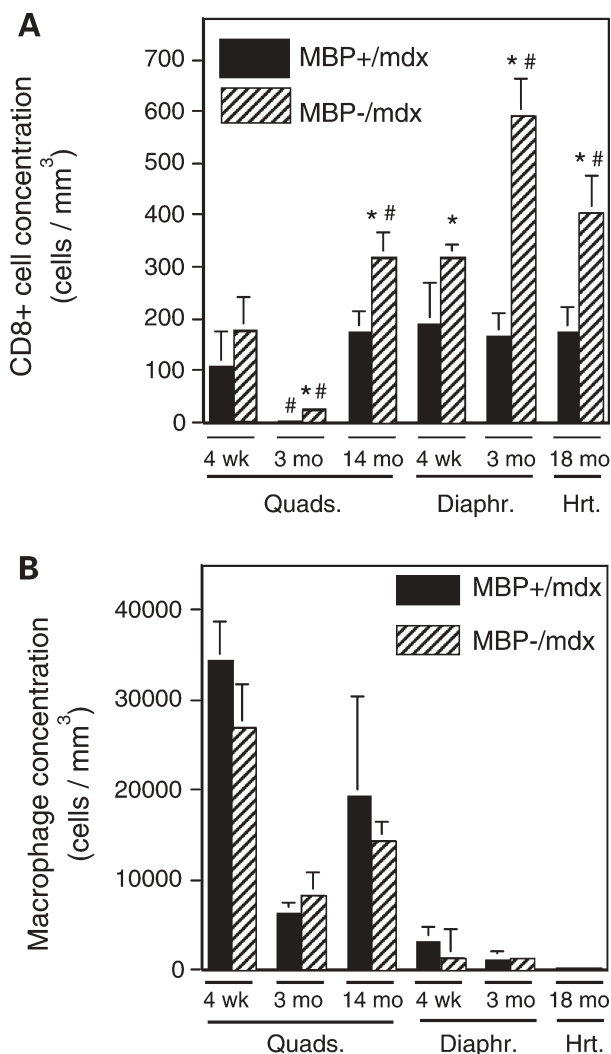 A
CD8+ cell concentration
(cells / mm³)
700
600
500
400
300
200
100
0
MBP+/mdx
MBP-/mdx
#
* #
* #
*
* #
* #
4 wk 3 mo 14 mo 4 wk 3 mo 18 mo
Quads. Diaphr. Hrt.
B
Macrophage concentration
(cells / mm³)
40000
30000
20000
10000
0
MBP+/mdx
MBP-/mdx
4 wk 3 mo 14 mo 4 wk 3 mo 18 mo
Quads. Diaphr. Hrt.